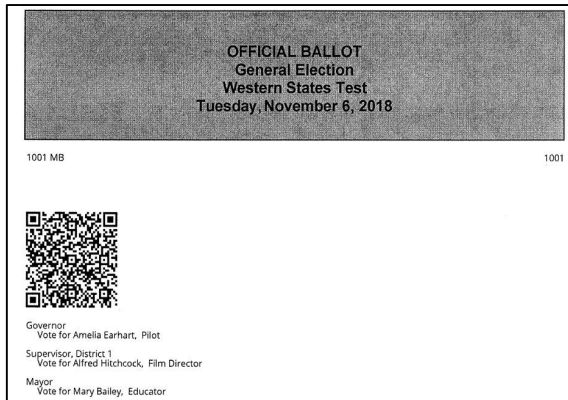 OFFICIAL BALLOT
General Election
Western States Test
Tuesday, November 6, 2018
1001 MB 1001
Governor
Vote for Amelia Earhart, Pilot
Supervisor, District 1
Vote for Alfred Hitchcock, Film Director
Mayor
Vote for Mary Bailey, Educator